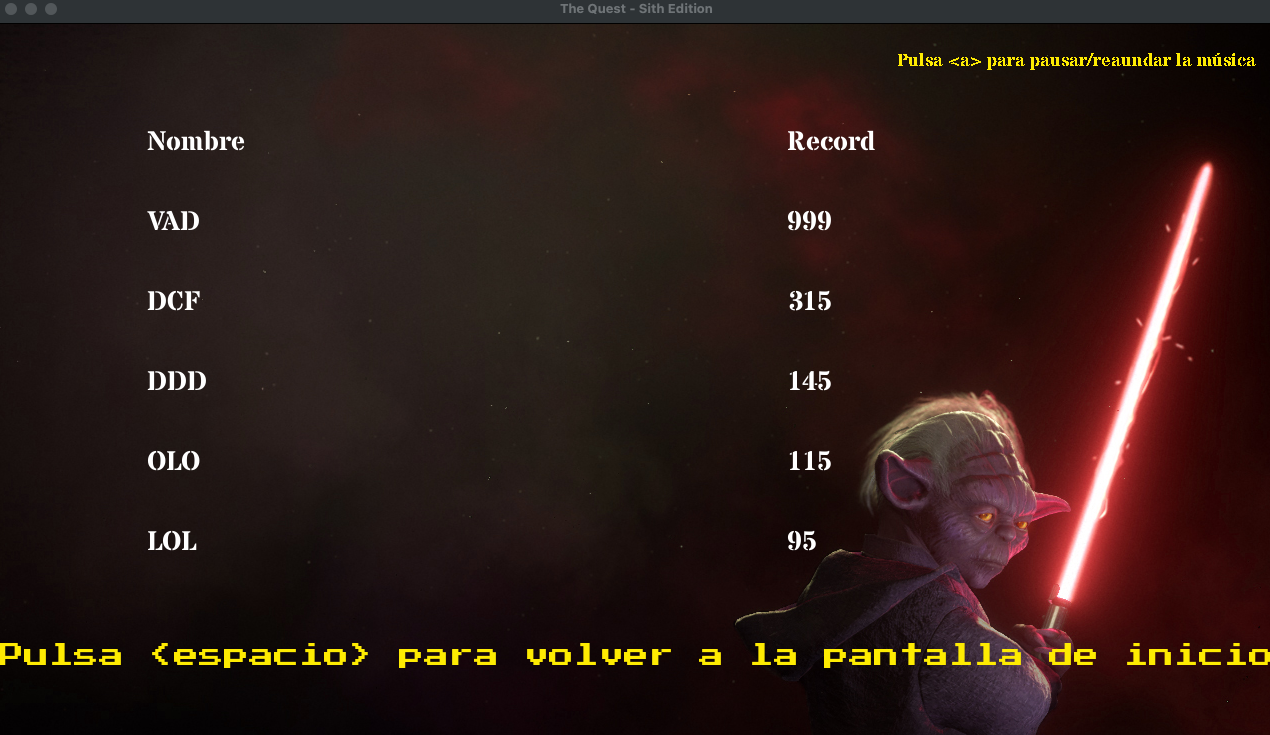 The Quest - Sith Edition
Pulsa <a> para pausar/reaundar la música
Nombre Record
VAD 999
DCF 315
DDD 145
OLO 115
LOL 95
Pulsa <espacio> para volver a la pantalla de inicio